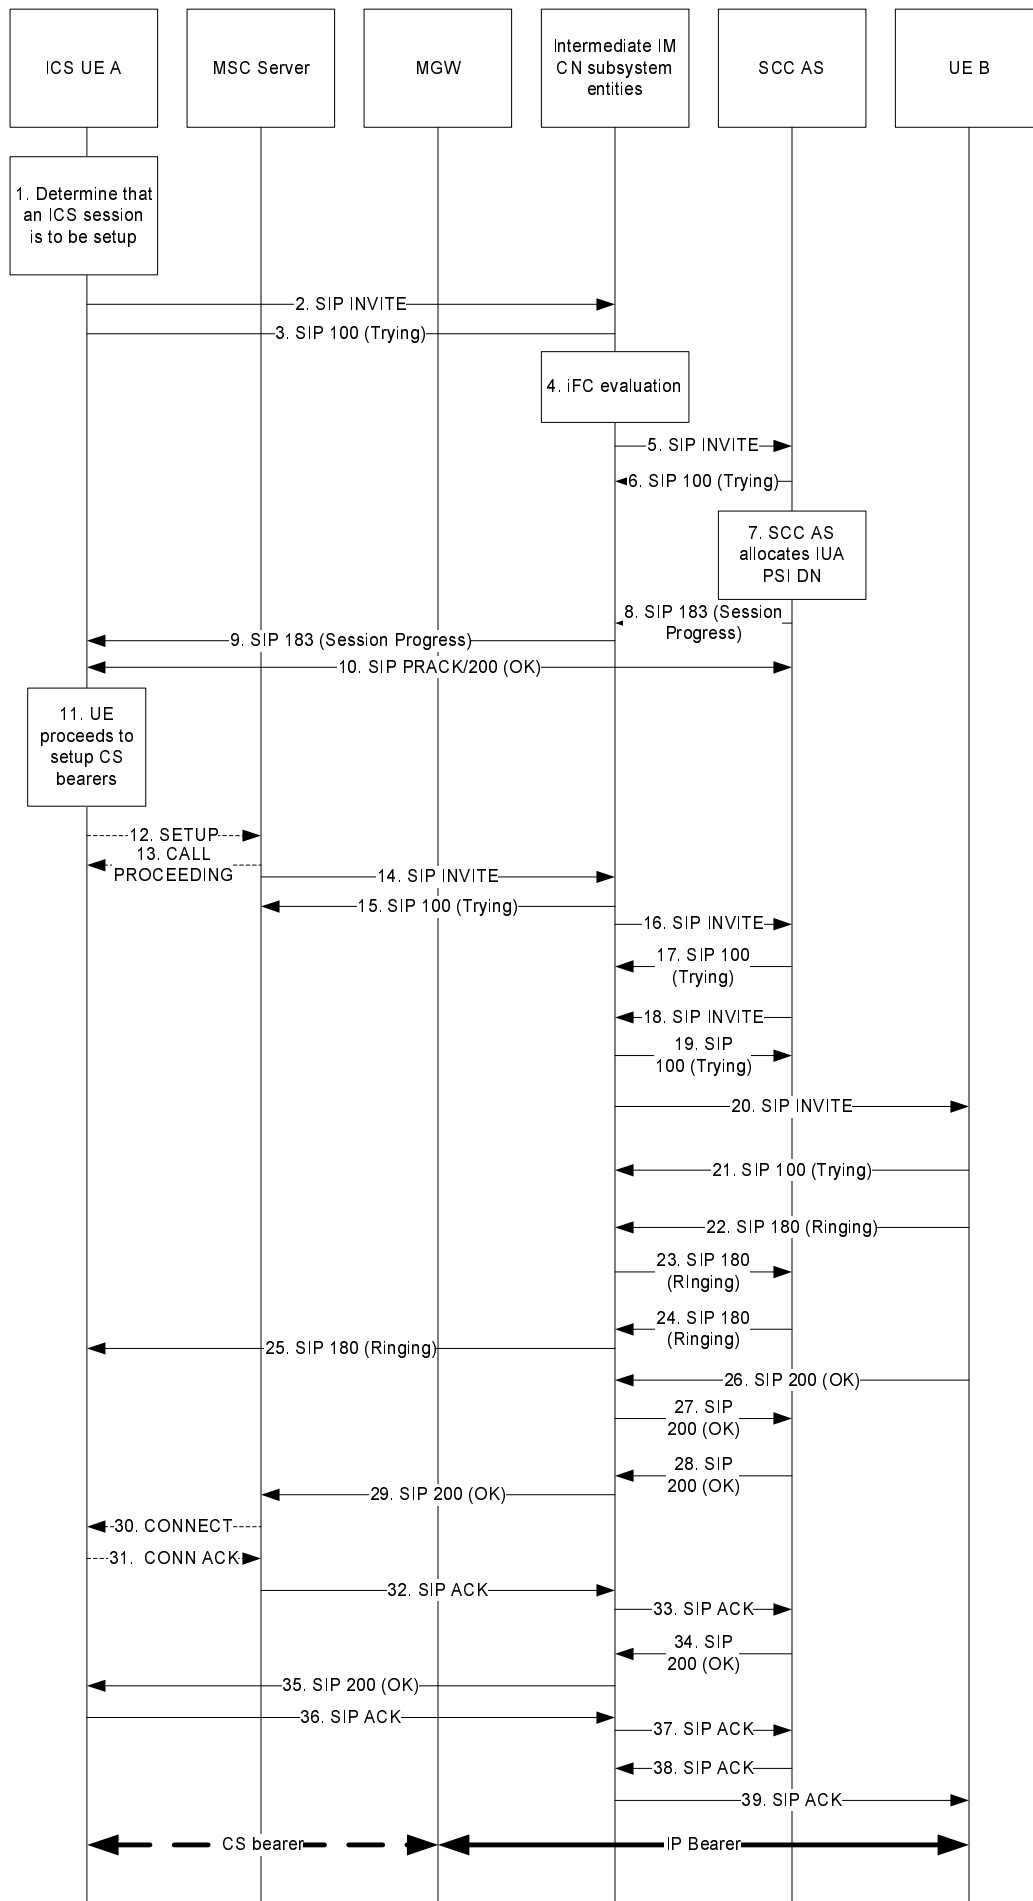 ICS UE A
MSC Server
MGW
Intermediate IM
CN subsystem
entities
SCC AS
UE B
1. Determine that
an ICS session
is to be setup
2. SIP INVITE
3. SIP 100 (Trying)
4. iFC evaluation
5. SIP INVITE
6. SIP 100 (Trying)
7. SCC AS
allocates IUA
PSI DN
8. SIP 183 (Session
Progress)
9. SIP 183 (Session Progress)
10. SIP PRACK/200 (OK)
11. UE
proceeds to
setup CS
bearers
12. SETUP
13. CALL
PROCEEDING
14. SIP INVITE
15. SIP 100 (Trying)
16. SIP INVITE
17. SIP 100
(Trying)
18. SIP INVITE
19. SIP
100 (Trying)
20. SIP INVITE
21. SIP 100 (Trying)
22. SIP 180 (Ringing)
23. SIP 180
(RInging)
24. SIP 180
(Ringing)
25. SIP 180 (Ringing)
26. SIP 200 (OK)
27. SIP
200 (OK)
28. SIP
200 (OK)
29. SIP 200 (OK)
30. CONNECT
31. CONN ACK
32. SIP ACK
33. SIP ACK
34. SIP
200 (OK)
35. SIP 200 (OK)
36. SIP ACK
37. SIP ACK
38. SIP ACK
39. SIP ACK
CS bearer
IP Bearer